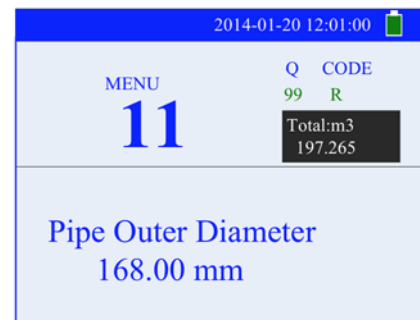 2014-01-20 12:01:00
MENU
11
Q CODE
99 R
Total:m3
197.265
Pipe Outer Diameter
168.00 mm